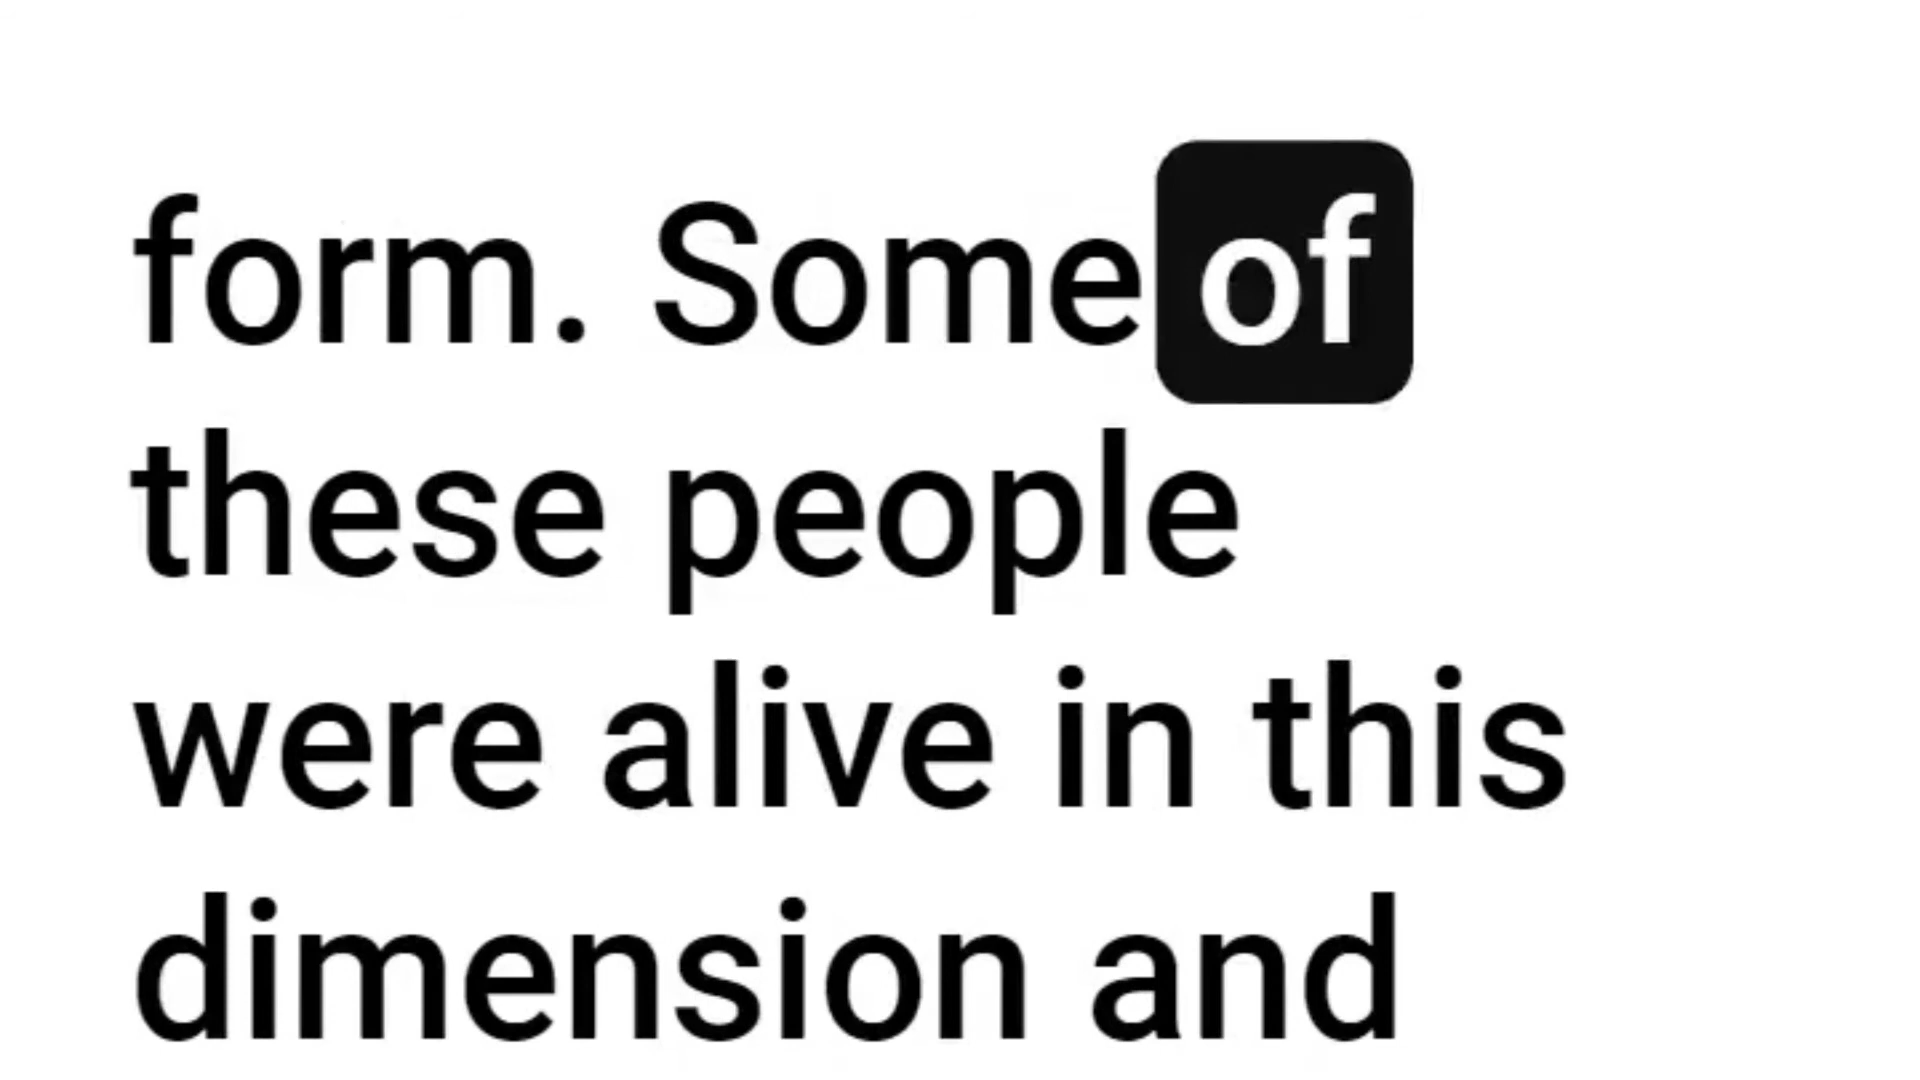 form. Some of
these people
were alive in this
dimension and